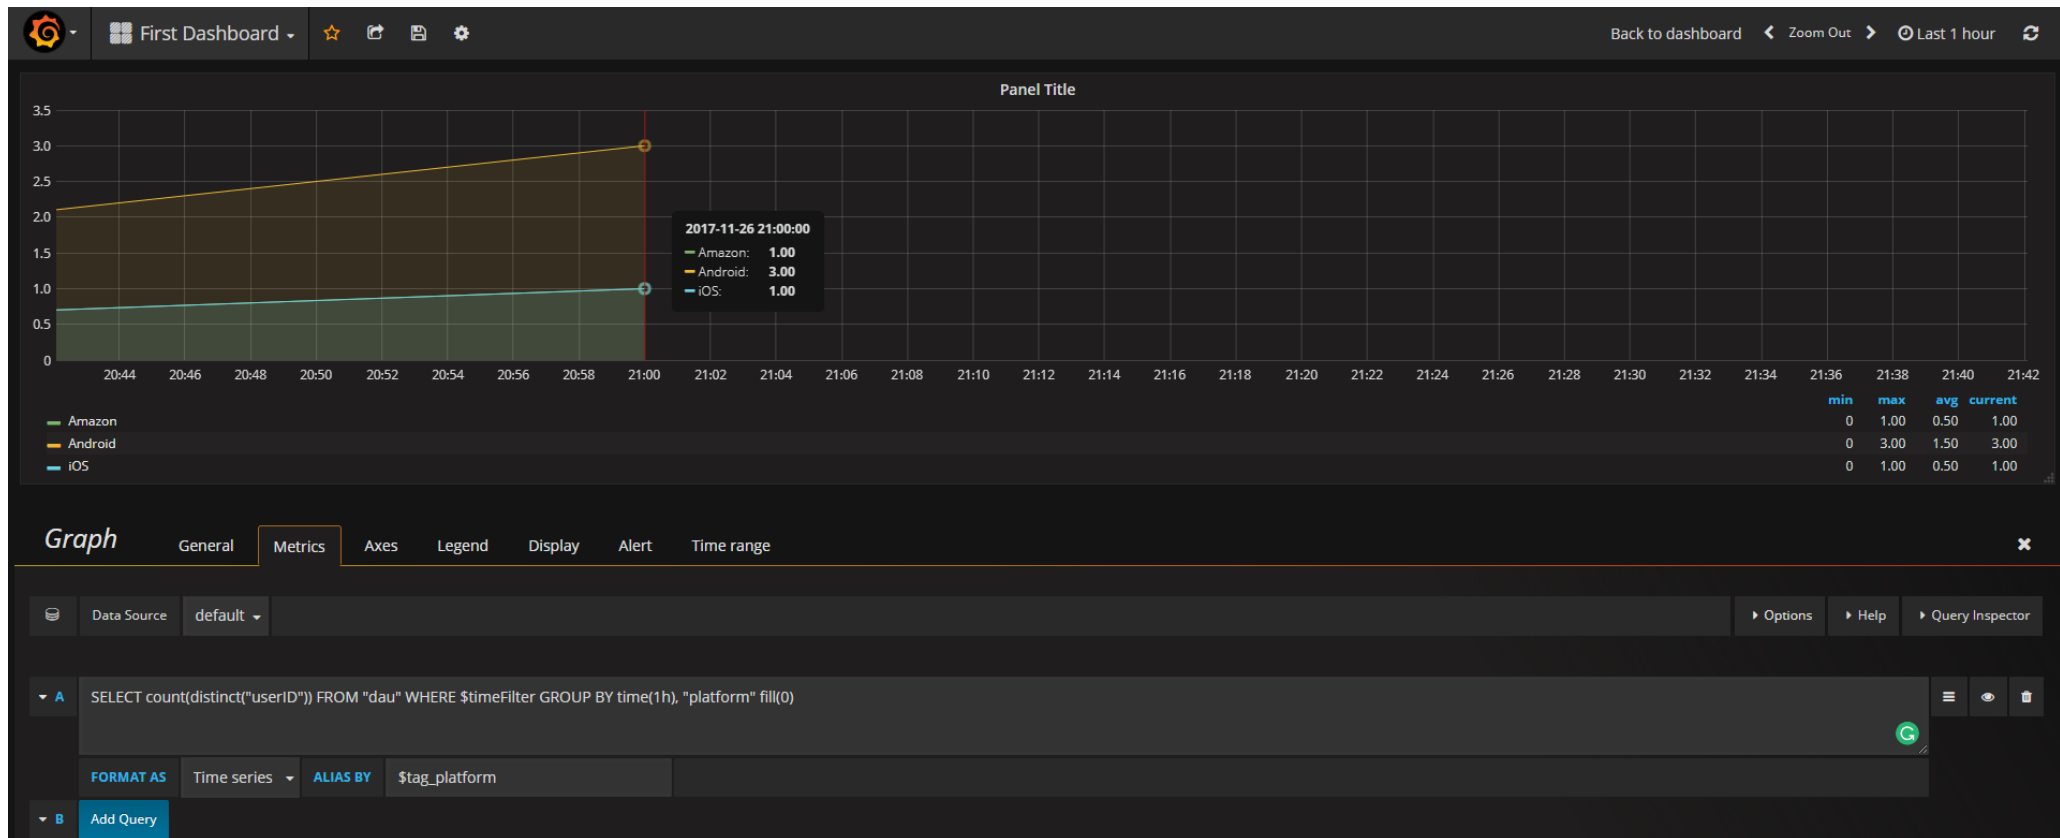 First Dashboard
Back to dashboard Zoom Out Last 1 hour
Panel Title
3.5
3.0
2.5
2.0
1.5
1.0
0.5
0
2017-11-26 21:00:00
Amazon: 1.00
Android: 3.00
iOS: 1.00
20:44 20:46 20:48 20:50 20:52 20:54 20:56 20:58 21:00 21:02 21:04 21:06 21:08 21:10 21:12 21:14 21:16 21:18 21:20 21:22 21:24 21:26 21:28 21:30 21:32 21:34 21:36 21:38 21:40 21:42
min max avg current
Amazon 0 1.00 0.50 1.00
Android 0 3.00 1.50 3.00
iOS 0 1.00 0.50 1.00
Graph General Metrics Axes Legend Display Alert Time range
Data Source default Options Help Query Inspector
A SELECT count(distinct("userID")) FROM "dau" WHERE $timeFilter GROUP BY time(1h), "platform" fill(0)
FORMAT AS Time series ALIAS BY $tag_platform
B Add Query